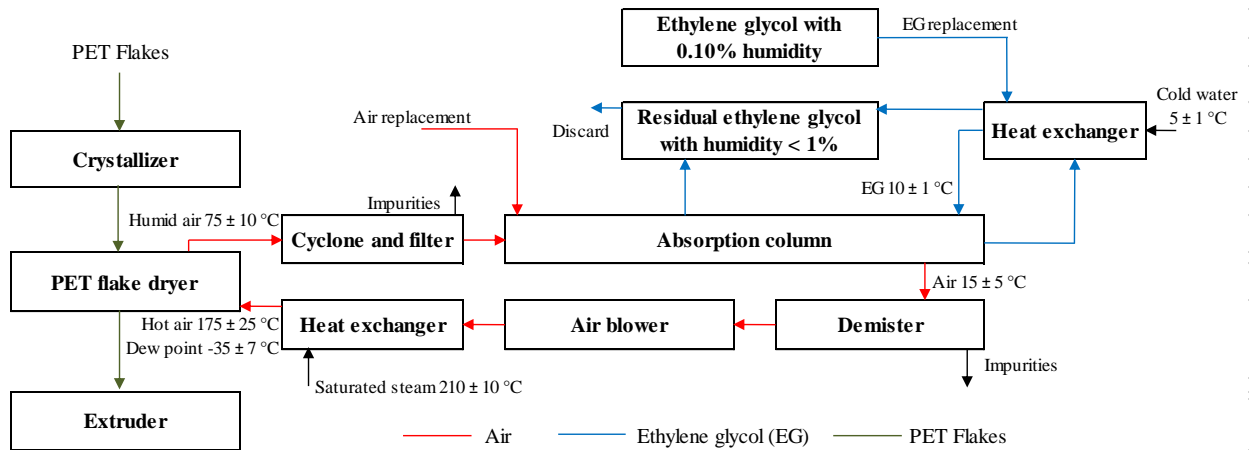 Ethylene glycol with
0.10% humidity
EG replacement
PET Flakes
Cold water
5 ± 1 °C
Air replacement
Discard
Residual ethylene glycol
with humidity < 1%
Heat exchanger
Crystallizer
EG 10 ± 1°C
Impurities
Humid air 75 ± 10 °C
Cyclone and filter
Absorption column
PET flake dryer
Air 15 ± 5 °C
Hot air 175 ± 25 °C
Dew point -35 ± 7 °C
Heat exchanger
Air blower
Demister
Impurities
Saturated steam 210 ± 10 °C
Extruder
Air
Ethylene glycol (EG)
PET Flakes